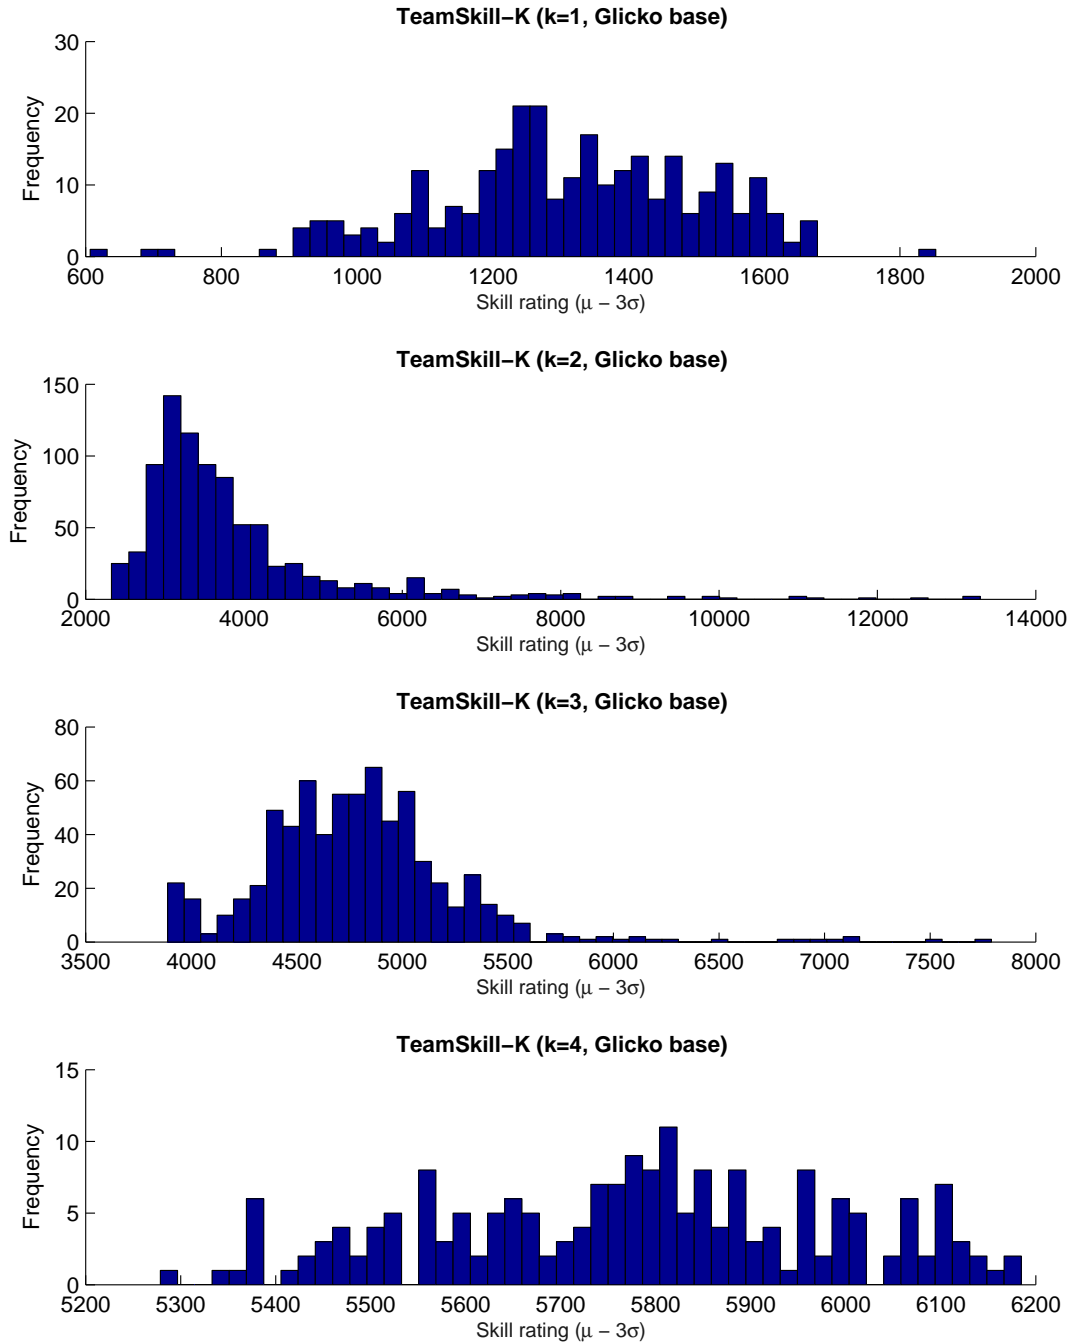 TeamSkill−K (k=1, Glicko base)
30
20
10
0
Frequency
600 800 1000 1200 1400 1600 1800 2000
Skill rating (μ − 3σ)
TeamSkill−K (k=2, Glicko base)
150
100
50
0
Frequency
2000 4000 6000 8000 10000 12000 14000
Skill rating (μ − 3σ)
TeamSkill−K (k=3, Glicko base)
80
60
40
20
0
Frequency
3500 4000 4500 5000 5500 6000 6500 7000 7500 8000
Skill rating (μ − 3σ)
TeamSkill−K (k=4, Glicko base)
15
10
5
0
Frequency
5200 5300 5400 5500 5600 5700 5800 5900 6000 6100 6200
Skill rating (μ − 3σ)